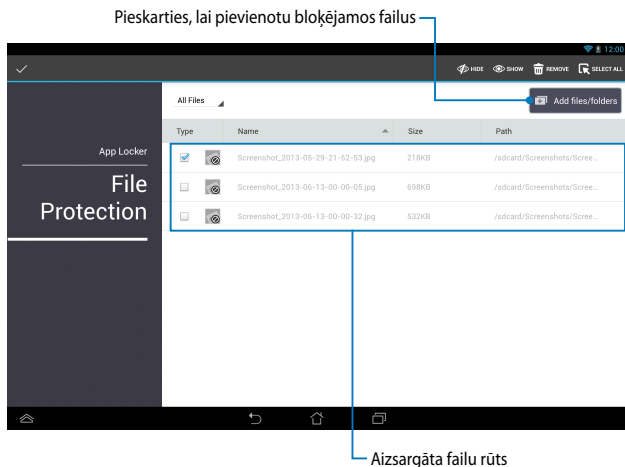 Pieskarties, lai pievienotu bloķējamos failus
12:00
HIDE SHOW REMOVE SELECT ALL
All Files
Add files/folders
Type Name Size Path
App Locker
File
Protection
Screenshot_2013-05-29-21-52-53.jpg 218KB /sdcard/Screenshots/Scree...
Screenshot_2013-06-13-00-00-05.jpg 698KB /sdcard/Screenshots/Scree...
Screenshot_2013-06-13-00-00-32.jpg 532KB /sdcard/Screenshots/Scree...
Aizsargāta failu rūts